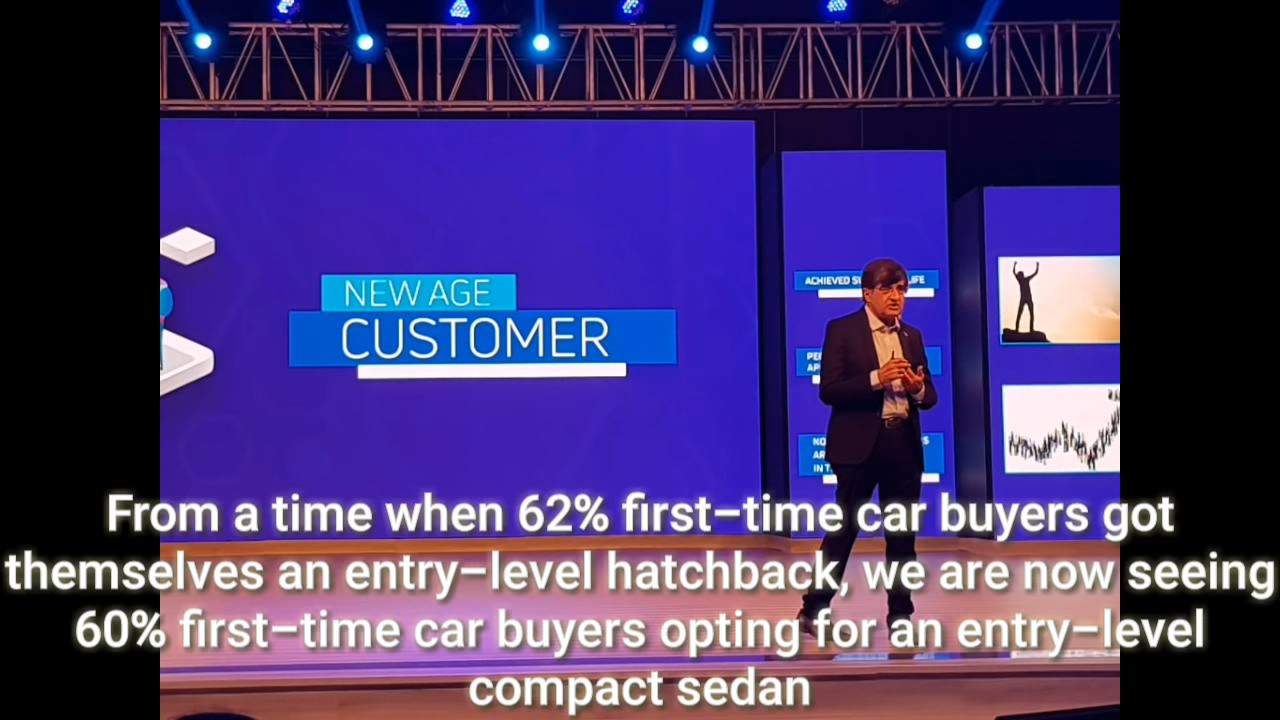 NEW AGE
CUSTOMER
ACHIEVED
From a time when 62% first-time car buyers got
themselves an entry-level hatchback, we are now seeing
60% first-time car buyers opting for an entry-level
compact sedan